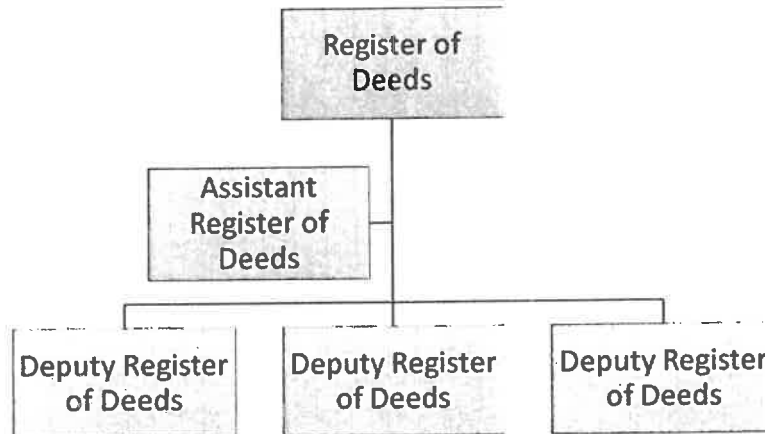 Register of
Deeds
Assistant
Register of
Deeds
Deputy Register
of Deeds
Deputy Register
of Deeds
Deputy Register
of Deeds